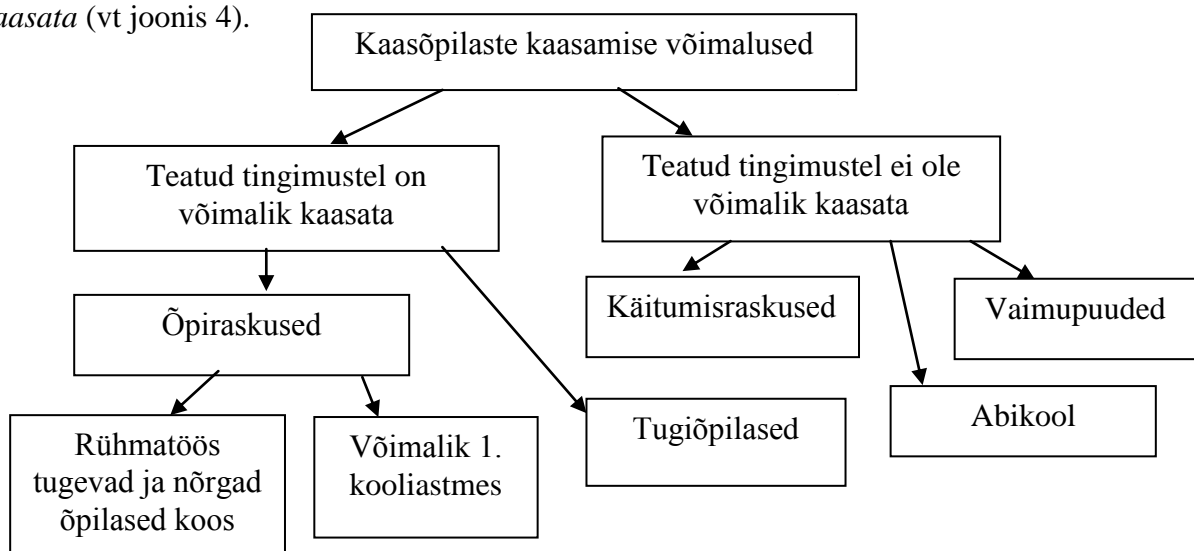 aasata (vt joonis 4).
Kaasõpilaste kaasamise võimalused
Teatud tingimustel on
võimalik kaasata
Teatud tingimustel ei ole
võimalik kaasata
Õpiraskused
Käitumisraskused
Vaimupuuded
Rühmatöös
tugevad ja nõrgad
õpilased koos
Võimalik 1.
kooliastmes
Tugiõpilased
Abikool